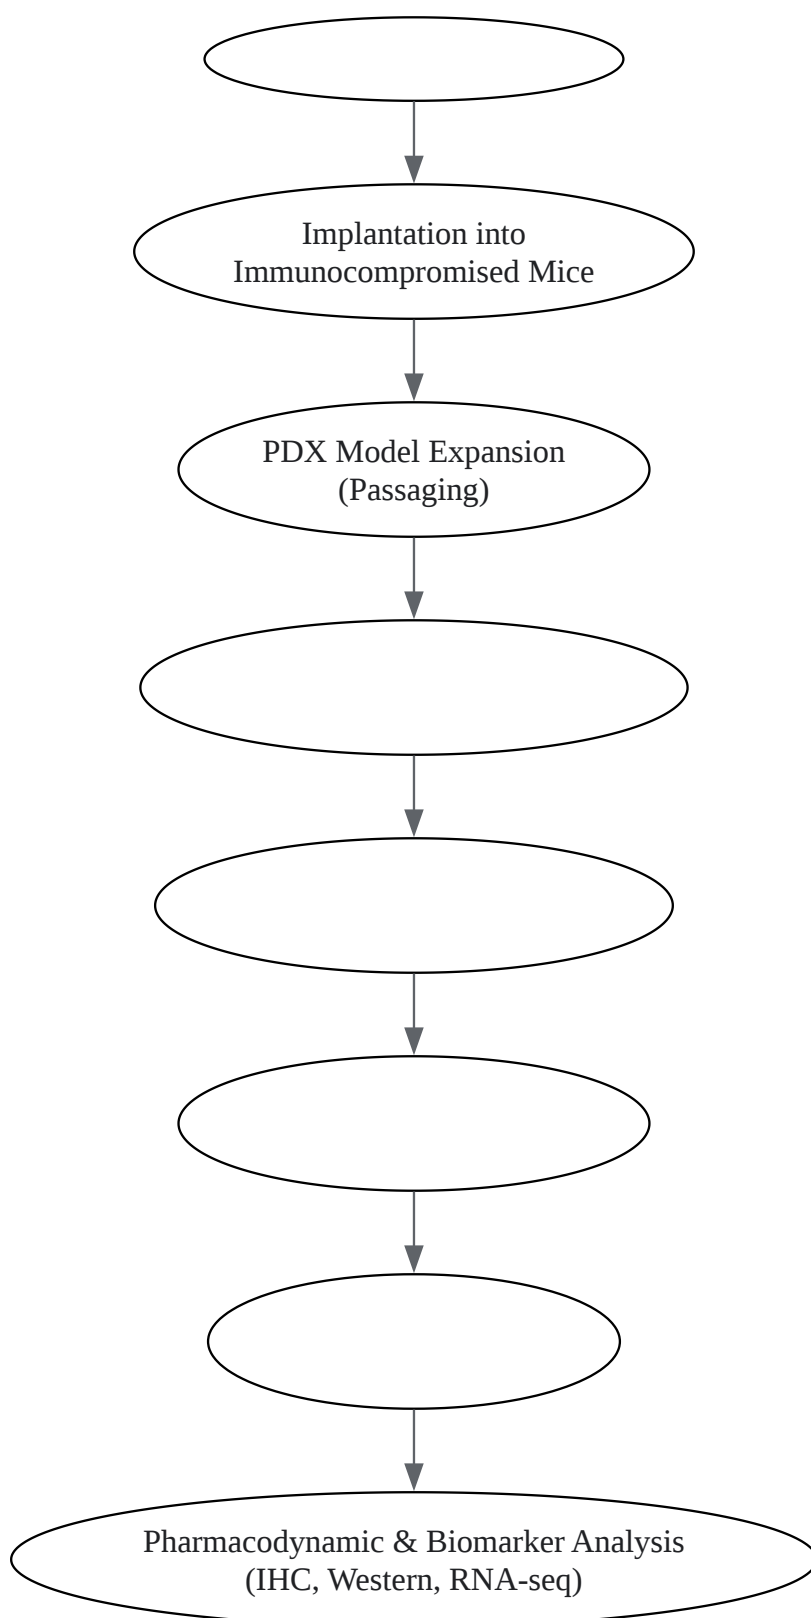 Implantation into
Immunocompromised Mice
PDX Model Expansion
(Passaging)
Pharmacodynamic & Biomarker Analysis
(IHC, Western, RNA-seq)